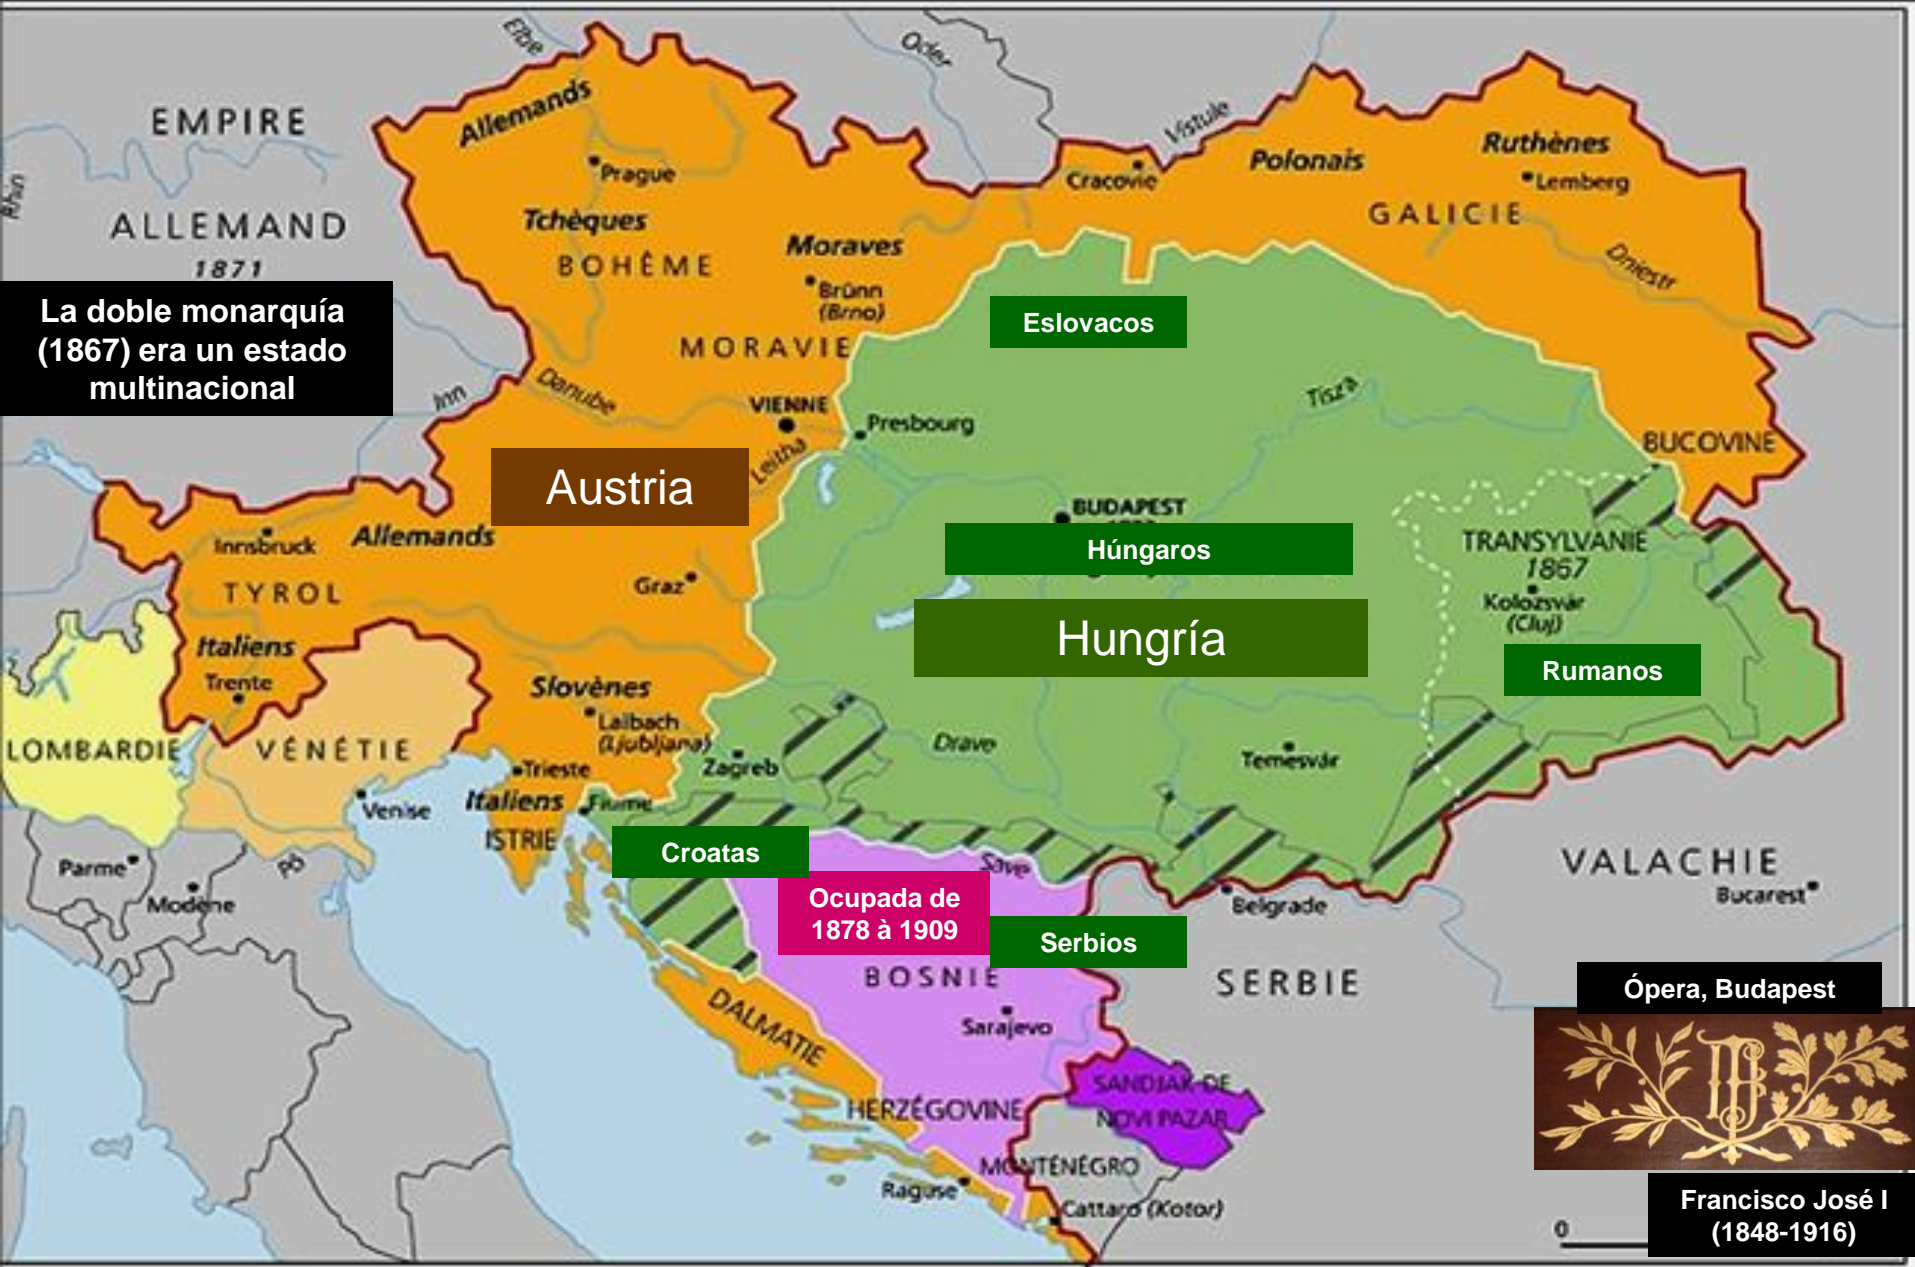 Elbe
Oder
EMPIRE
Allemands
Vistule
Ruthènes
Prague
Cracovie
Polonais
Lemberg
Rhin
ALLEMAND
1871
Tchèques
BOHÊME
Moraves
Brünn
(Brno)
GALICIE
Dniestr
La doble monarquía
(1867) era un estado
multinacional
Eslovacos
MORAVIE
Inn
Danube
VIENNE
Presbourg
Tisza
BUCOVINE
Leitha
Austria
BUDAPEST
Húngaros
Innsbruck
Allemands
TRANSYLVANIE
1867
Kolozsvár
(Cluj)
TYROL
Graz
Hungría
Italiens
Trente
Rumanos
Slovènes
Laibach
(Ljubljana)
LOMBARDIE
VÉNÉTIE
Zagreb
Drave
Temesvár
Trieste
Italiens
Fiume
Venise
ISTRIE
Croatas
Save
Parme
Pô
Modène
VALACHIE
Bucarest
Ocupada de
1878 à 1909
Belgrade
Serbios
BOSNIE
SERBIE
Sarajevo
DALMATIE
Ópera, Budapest
SANDJAK DE
NOVI PAZAR
HERZÉGOVINE
MONTÉNÉGRO
Raguse
Cattaro (Kotor)
Francisco José I
(1848-1916)
0